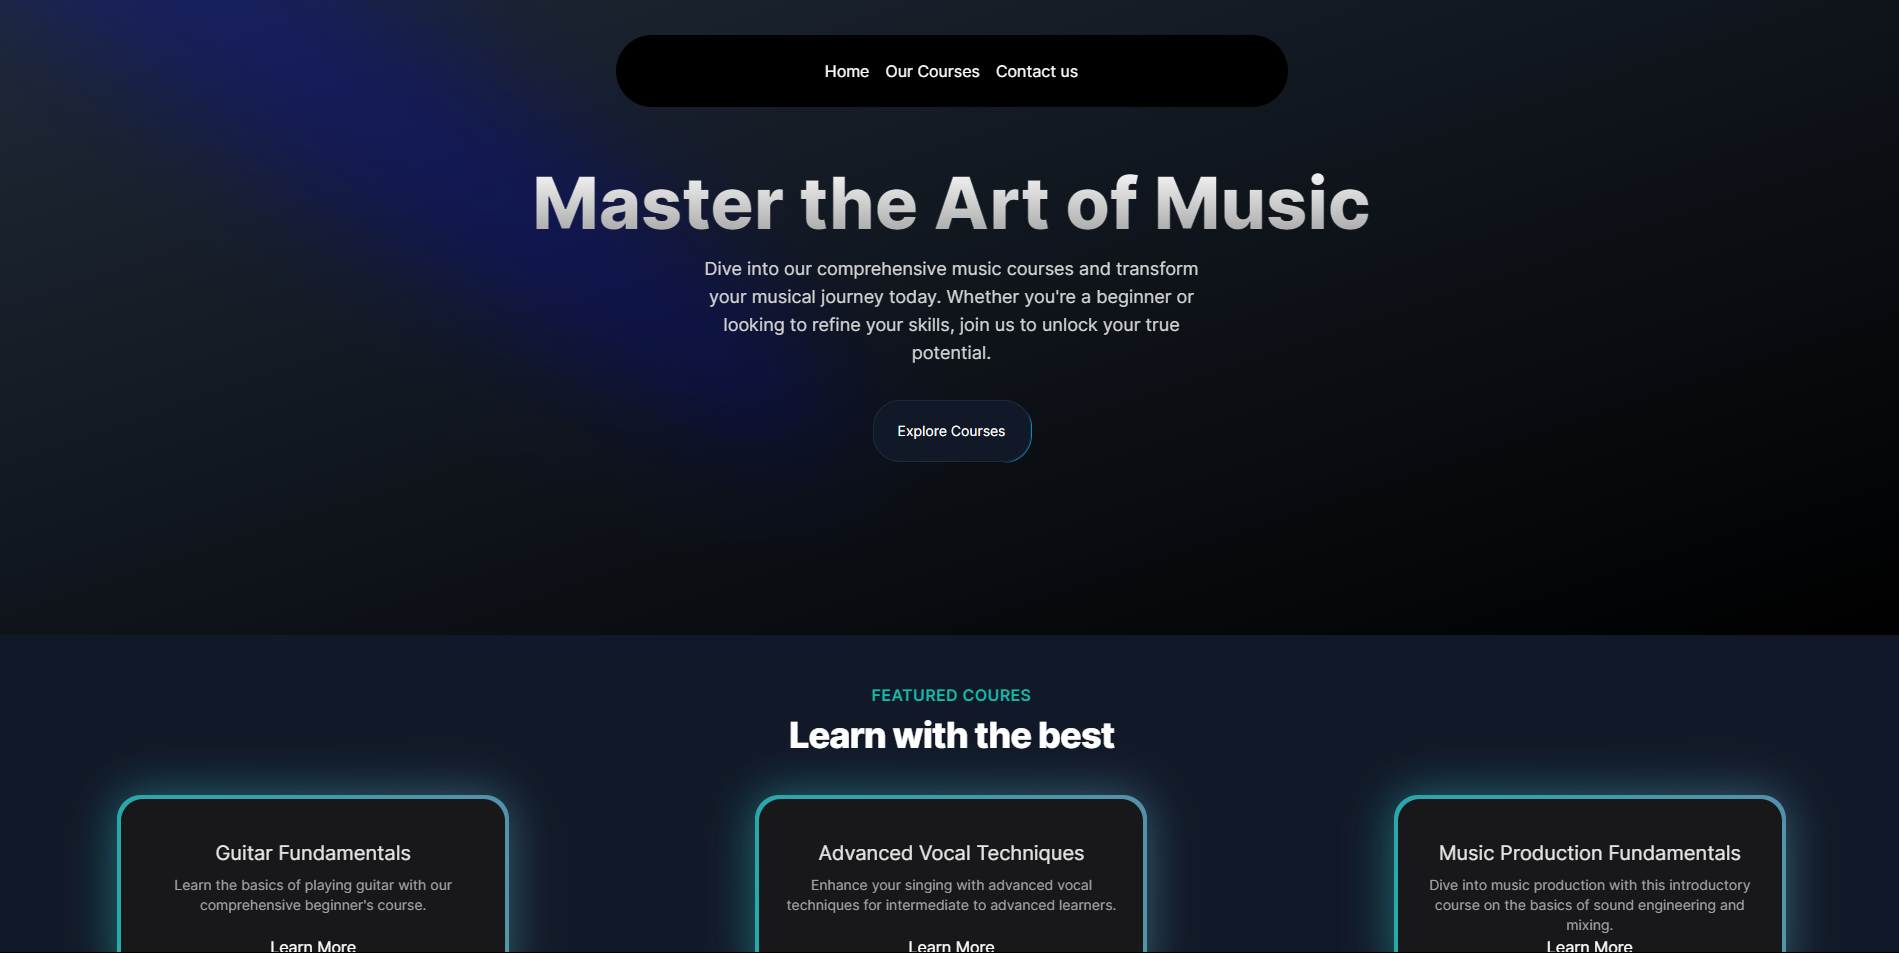 Home Our Courses Contact us
Master the Art of Music
Dive into our comprehensive music courses and transform
your musical journey today. Whether you're a beginner or
looking to refine your skills, join us to unlock your true
potential.
Explore Courses
FEATURED COURES
Learn with the best
Guitar Fundamentals
Learn the basics of playing guitar with our
comprehensive beginner's course.
Learn More
Advanced Vocal Techniques
Enhance your singing with advanced vocal
techniques for intermediate to advanced learners.
Learn More
Music Production Fundamentals
Dive into music production with this introductory
course on the basics of sound engineering and
mixing.
Learn More